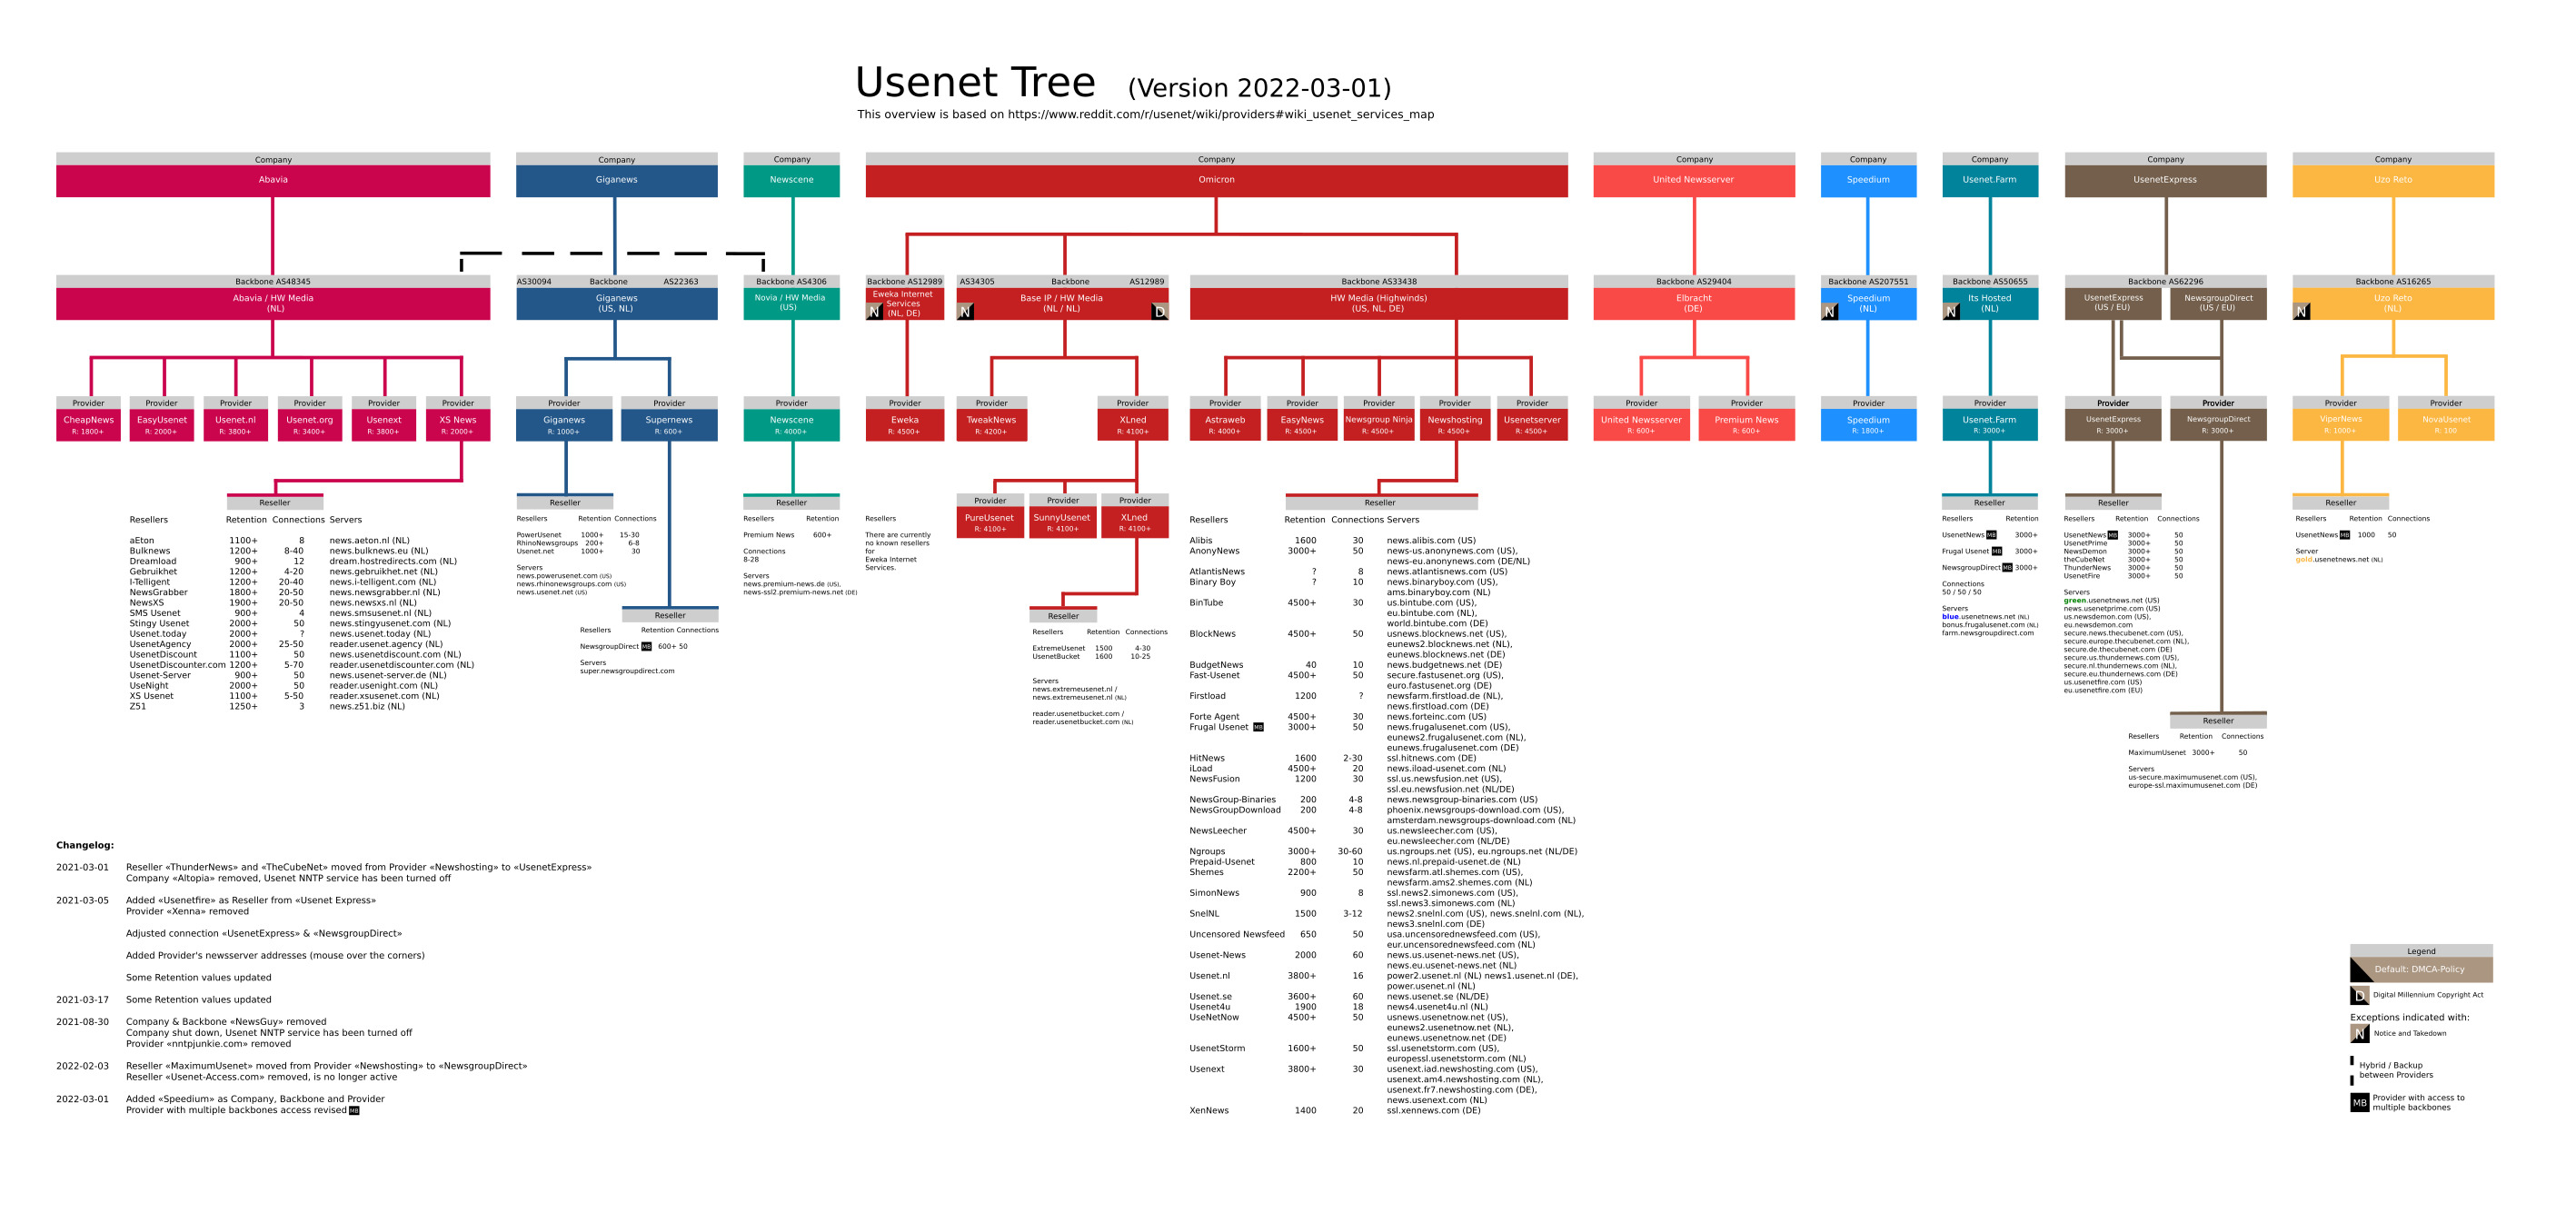 Usenet Tree (Version 2022-03-01)
This overview is based on https://www.reddit.com/r/usenet/wiki/providers#wiki_usenet_services_map
Company Company Company Company Company Company Company Company Company
Abavia Giganews Newscene Omicron United Newsserver Speedium Usenet.Farm UsenetExpress Uzo Reto
Backbone AS48345
Abavia / HW Media
(NL)
AS30094 Backbone AS22363
Giganews
(US, NL)
Backbone AS4306
Novia / HW Media
(US)
Backbone AS12989
Eweka Internet
Services
(NL, DE)
N
AS34305 Backbone AS12989
Base IP / HW Media
(NL / NL)
N D
Backbone AS33438
HW Media (Highwinds)
(US, NL, DE)
Backbone AS29404
Elbracht
(DE)
Backbone AS207551
Speedium
(NL)
N
Backbone AS50655
Its Hosted
(NL)
N
Backbone AS62296
UsenetExpress
(US / EU)
NewsgroupDirect
(US / EU)
Backbone AS16265
Uzo Reto
(NL)
N
Provider
CheapNews
R: 1800+
Provider
EasyUsenet
R: 2000+
Provider
Usenet.nl
R: 3800+
Provider
Usenet.org
R: 3400+
Provider
Usenext
R: 3800+
Provider
XS News
R: 2000+
Provider
Giganews
R: 1000+
Provider
Supernews
R: 600+
Provider
Newscene
R: 4000+
Provider
Eweka
R: 4500+
Provider
TweakNews
R: 4200+
Provider
XLned
R: 4100+
Provider
Astraweb
R: 4000+
Provider
EasyNews
R: 4500+
Provider
Newsgroup Ninja
R: 4500+
Provider
Newshosting
R: 4500+
Provider
Usenetserver
R: 4500+
Provider
United Newsserver
R: 600+
Provider
Premium News
R: 600+
Provider
Speedium
R: 1800+
Provider
Usenet.Farm
R: 3000+
Provider
UsenetExpress
R: 3000+
Provider
NewsgroupDirect
R: 3000+
Provider
ViperNews
R: 1000+
Provider
NovaUsenet
R: 100
Reseller
Resellers Retention Connections Servers
aEton 1100+ 8 news.aeton.nl (NL)
Bulknews 1200+ 8-40 news.bulknews.eu (NL)
Dreamload 900+ 12 dream.hostredirects.com (NL)
Gebruikhet 1200+ 4-20 news.gebruikhet.net (NL)
I-Telligent 1200+ 20-40 news.i-telligent.com (NL)
NewsGrabber 1800+ 20-50 news.newsgrabber.nl (NL)
NewsXS 1900+ 20-50 news.newsxs.nl (NL)
SMS Usenet 900+ 4 news.smsusenet.nl (NL)
Stingy Usenet 2000+ 50 news.stingyusenet.com (NL)
Usenet.today 2000+ ? news.usenet.today (NL)
UsenetAgency 2000+ 25-50 reader.usenet.agency (NL)
UsenetDiscount 1100+ 50 news.usenetdiscount.com (NL)
UsenetDiscounter.com 1200+ 5-70 reader.usenetdiscounter.com (NL)
Usenet-Server 900+ 50 news.usenet-server.de (NL)
UseNight 2000+ 50 reader.usenight.com (NL)
XS Usenet 1100+ 5-50 reader.xsusenet.com (NL)
Z51 1250+ 3 news.z51.biz (NL)
Reseller
Resellers Retention Connections
PowerUsenet 1000+ 15-30
RhinoNewsgroups 200+ 6-8
Usenet.net 1000+ 30
Servers
news.powerusenet.com (US)
news.rhinonewsgroups.com (US)
news.usenet.net (US)
Reseller
Resellers Retention Connections
NewsgroupDirect MB 600+ 50
Servers
super.newsgroupdirect.com
Reseller
Resellers Retention
Premium News 600+
Connections
8-28
Servers
news.premium-news.de (US),
news-ssl2.premium-news.net (DE)
Resellers
There are currently
no known resellers
for
Eweka Internet
Services.
Provider
PureUsenet
R: 4100+
Provider
SunnyUsenet
R: 4100+
Provider
XLned
R: 4100+
Reseller
Resellers Retention Connections
ExtremeUsenet 1500 4-30
UsenetBucket 1600 10-25
Servers
news.extremeusenet.nl /
news.extremeusenet.nl (NL)
reader.usenetbucket.com /
reader.usenetbucket.com (NL)
Reseller
Resellers Retention Connections Servers
Alibis 1600 30 news.alibis.com (US)
AnonyNews 3000+ 50 news-us.anonynews.com (US),
news-eu.anonynews.com (DE/NL)
AtlantisNews ? 8 news.atlantisnews.com (US)
Binary Boy ? 10 news.binaryboy.com (US),
ams.binaryboy.com (NL)
BinTube 4500+ 30 us.bintube.com (US),
eu.bintube.com (NL),
world.bintube.com (DE)
BlockNews 4500+ 50 usnews.blocknews.net (US),
eunews2.blocknews.net (NL),
eunews.blocknews.net (DE)
BudgetNews 40 10 news.budgetnews.net (DE)
Fast-Usenet 4500+ 50 secure.fastusenet.org (US),
euro.fastusenet.org (DE)
Firstload 1200 ? newsfarm.firstload.de (NL),
news.firstload.com (DE)
Forte Agent 4500+ 30 news.forteinc.com (US)
Frugal Usenet MB 3000+ 50 news.frugalusenet.com (US),
eunews2.frugalusenet.com (NL),
eunews.frugalusenet.com (DE)
HitNews 1600 2-30 ssl.hitnews.com (DE)
iLoad 4500+ 20 news.iload-usenet.com (NL)
NewsFusion 1200 30 ssl.us.newsfusion.net (US),
ssl.eu.newsfusion.net (NL/DE)
NewsGroup-Binaries 200 4-8 news.newsgroup-binaries.com (US)
NewsGroupDownload 200 4-8 phoenix.newsgroups-download.com (US),
amsterdam.newsgroups-download.com (NL)
NewsLeecher 4500+ 30 us.newsleecher.com (US),
eu.newsleecher.com (NL/DE)
Ngroups 3000+ 30-60 us.ngroups.net (US), eu.ngroups.net (NL/DE)
Prepaid-Usenet 800 10 news.nl.prepaid-usenet.de (NL)
Shemes 2200+ 50 newsfarm.atl.shemes.com (US),
newsfarm.ams2.shemes.com (NL)
SimonNews 900 8 ssl.news2.simonews.com (US),
ssl.news3.simonews.com (NL)
SnelNL 1500 3-12 news2.snelnl.com (US), news.snelnl.com (NL),
news3.snelnl.com (DE)
Uncensored Newsfeed 650 50 usa.uncensorednewsfeed.com (US),
eur.uncensorednewsfeed.com (NL)
Usenet-News 2000 60 news.us.usenet-news.net (US),
news.eu.usenet-news.net (NL)
Usenet.nl 3800+ 16 power2.usenet.nl (NL) news1.usenet.nl (DE),
power.usenet.nl (NL)
Usenet.se 3600+ 60 news.usenet.se (NL/DE)
Usenet4u 1900 18 news4.usenet4u.nl (NL)
UseNetNow 4500+ 50 usnews.usenetnow.net (US),
eunews2.usenetnow.net (NL),
eunews.usenetnow.net (DE)
UsenetStorm 1600+ 50 ssl.usenetstorm.com (US),
europessl.usenetstorm.com (NL)
Usenext 3800+ 30 usenext.iad.newshosting.com (US),
usenext.am4.newshosting.com (NL),
usenext.fr7.newshosting.com (DE),
news.usenext.com (NL)
XenNews 1400 20 ssl.xennews.com (DE)
Reseller
Resellers Retention
UsenetNews MB 3000+
Frugal Usenet MB 3000+
NewsgroupDirect MB 3000+
Connections
50 / 50 / 50
Servers
blue.usenetnews.net (NL)
bonus.frugalusenet.com (NL)
farm.newsgroupdirect.com
Reseller
Resellers Retention Connections
UsenetNews MB 3000+ 50
UsenetPrime 3000+ 50
NewsDemon 3000+ 50
theCubeNet 3000+ 50
ThunderNews 3000+ 50
UsenetFire 3000+ 50
Servers
green.usenetnews.net (US)
news.usenetprime.com (US)
us.newsdemon.com (US),
eu.newsdemon.com
secure.news.thecubenet.com (US),
secure.europe.thecubenet.com (NL),
secure.de.thecubenet.com (DE)
secure.us.thundernews.com (US),
secure.nl.thundernews.com (NL),
secure.eu.thundernews.com (DE)
us.usenetfire.com (US)
eu.usenetfire.com (EU)
Reseller
Resellers Retention Connections
MaximumUsenet 3000+ 50
Servers
us-secure.maximumusenet.com (US),
europe-ssl.maximumusenet.com (DE)
Reseller
Resellers Retention Connections
UsenetNews MB 1000 50
Server
gold.usenetnews.net (NL)
Changelog:
2021-03-01 Reseller «ThunderNews» and «TheCubeNet» moved from Provider «Newshosting» to «UsenetExpress»
Company «Altopia» removed, Usenet NNTP service has been turned off
2021-03-05 Added «Usenetfire» as Reseller from «Usenet Express»
Provider «Xenna» removed
Adjusted connection «UsenetExpress» & «NewsgroupDirect»
Added Provider's newsserver addresses (mouse over the corners)
Some Retention values updated
2021-03-17 Some Retention values updated
2021-08-30 Company & Backbone «NewsGuy» removed
Company shut down, Usenet NNTP service has been turned off
Provider «nntpjunkie.com» removed
2022-02-03 Reseller «MaximumUsenet» moved from Provider «Newshosting» to «NewsgroupDirect»
Reseller «Usenet-Access.com» removed, is no longer active
2022-03-01 Added «Speedium» as Company, Backbone and Provider
Provider with multiple backbones access revised MB
Legend
Default: DMCA-Policy
D Digital Millennium Copyright Act
Exceptions indicated with:
N Notice and Takedown
Hybrid / Backup
between Providers
MB Provider with access to
multiple backbones